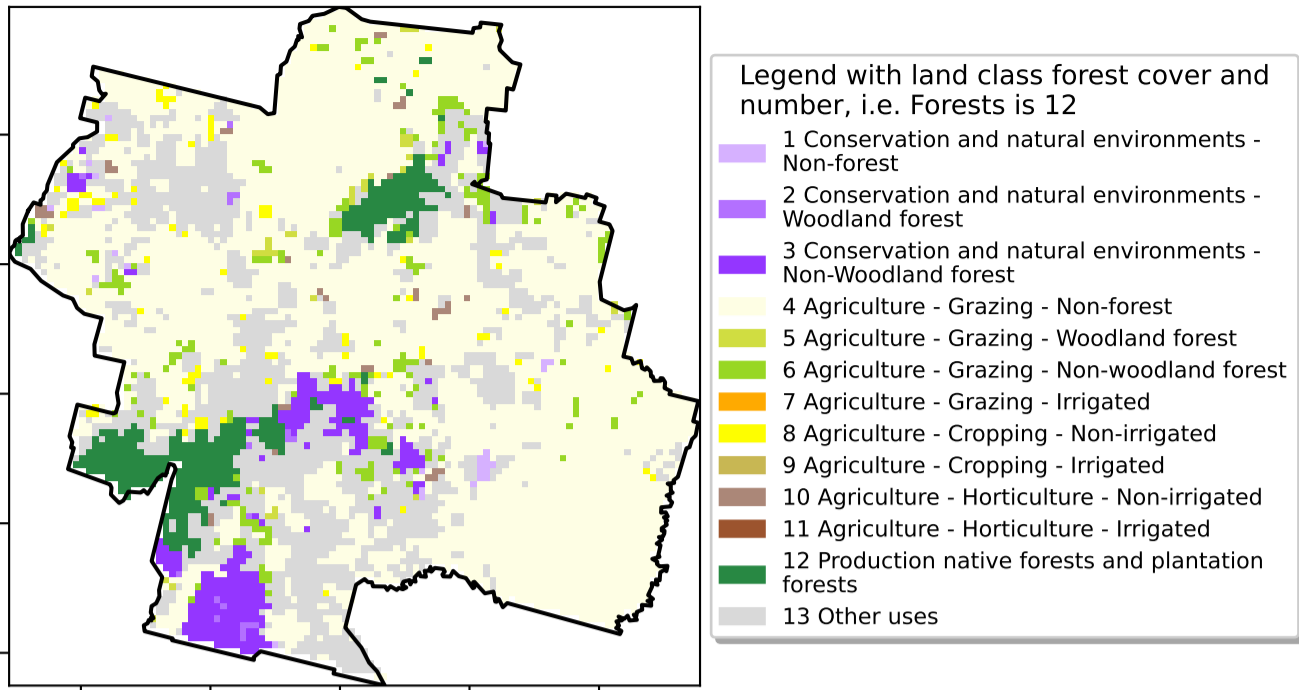 Legend with land class forest cover and
number, i.e. Forests is 12
1 Conservation and natural environments -
Non-forest
2 Conservation and natural environments -
Woodland forest
3 Conservation and natural environments -
Non-Woodland forest
4 Agriculture - Grazing - Non-forest
5 Agriculture - Grazing - Woodland forest
6 Agriculture - Grazing - Non-woodland forest
7 Agriculture - Grazing - Irrigated
8 Agriculture - Cropping - Non-irrigated
9 Agriculture - Cropping - Irrigated
10 Agriculture - Horticulture - Non-irrigated
11 Agriculture - Horticulture - Irrigated
12 Production native forests and plantation
forests
13 Other uses